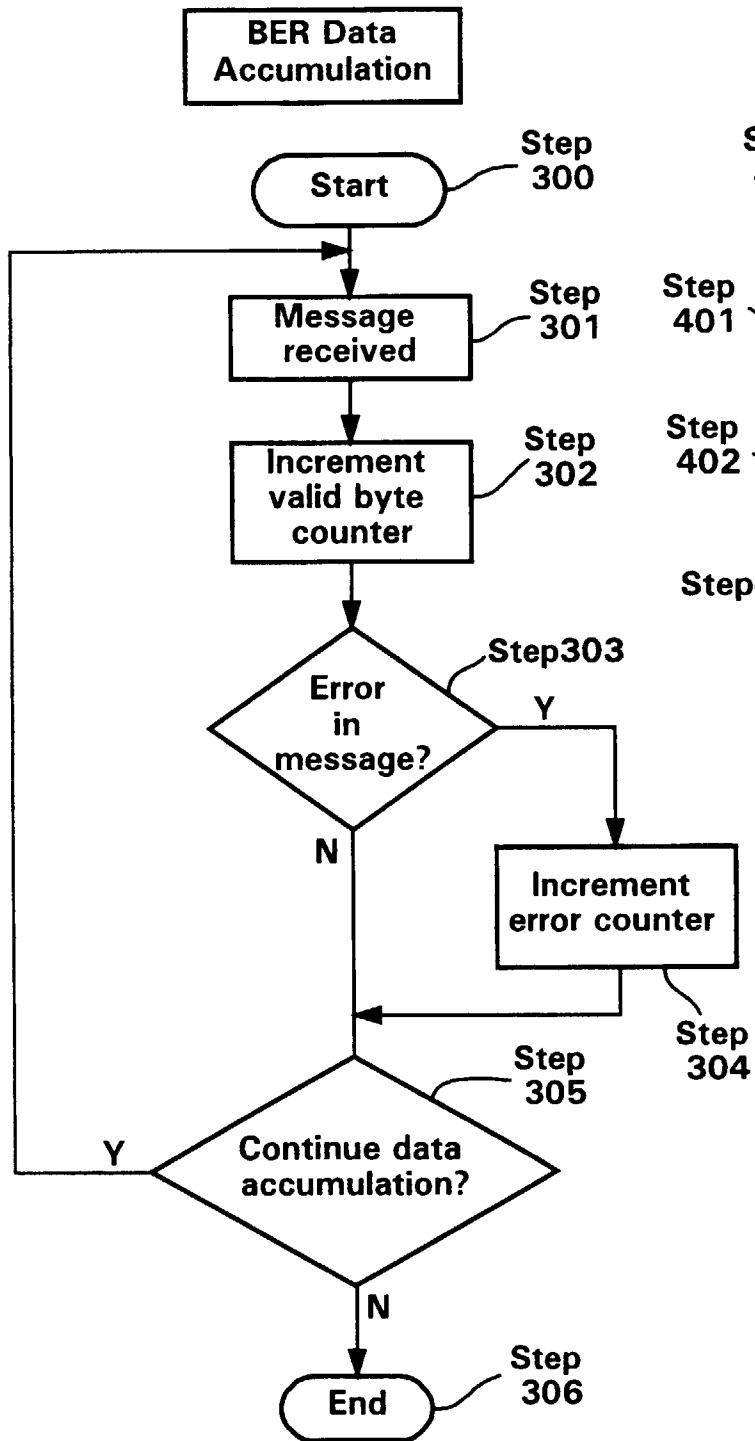 BER Data
Accumulation
Step
300
Start
Step
301
Message
received
Step
401
Step
302
Increment
valid byte
counter
Step
402
Step
Step303
Error
in
message?
Y
N
Increment
error counter
Step
304
Step
305
Continue data
accumulation?
Y
N
Step
306
End